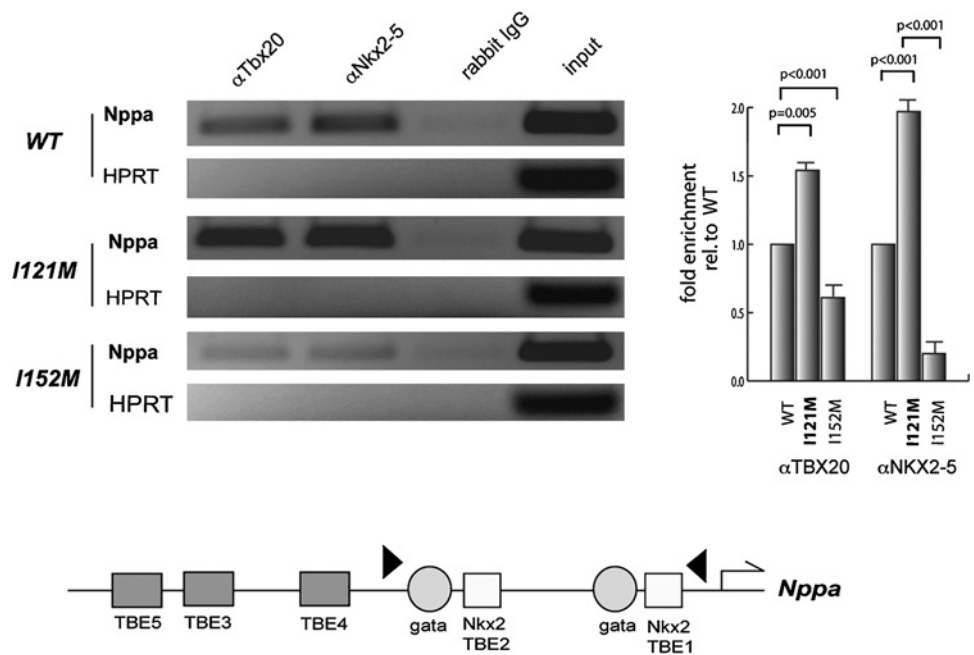 αTbx20 αNkx2-5 rabbit IgG input
WT
Nppa
HPRT
I121M
Nppa
HPRT
I152M
Nppa
HPRT
fold enrichment
rel. to WT
2.0
1.5
1.0
0.5
0.0
p=0.005
p<0.001
p<0.001
p<0.001
WT I121M I152M
WT I121M I152M
αTBX20 αNKX2-5
TBE5 TBE3 TBE4 gata Nkx2 gata Nkx2 Nppa
TBE2 TBE1